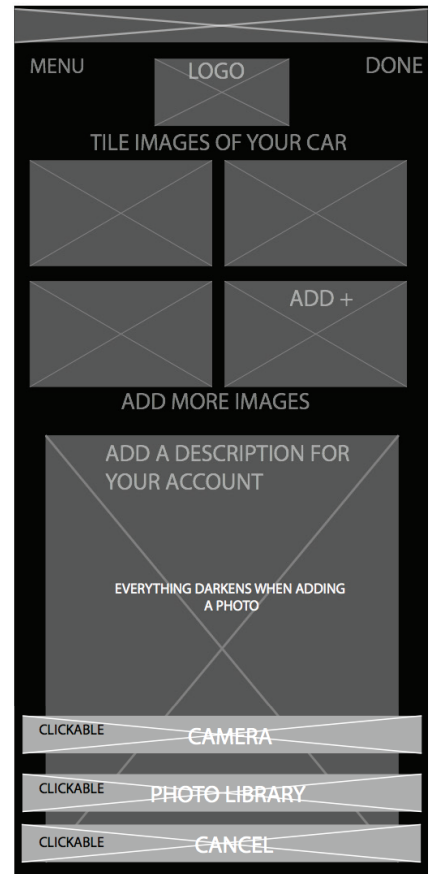 MENU
LOGO
DONE
TILE IMAGES OF YOUR CAR
ADD +
ADD MORE IMAGES
ADD A DESCRIPTION FOR
YOUR ACCOUNT
EVERYTHING DARKENS WHEN ADDING
A PHOTO
CLICKABLE
CAMERA
CLICKABLE
PHOTO LIBRARY
CLICKABLE
CANCEL